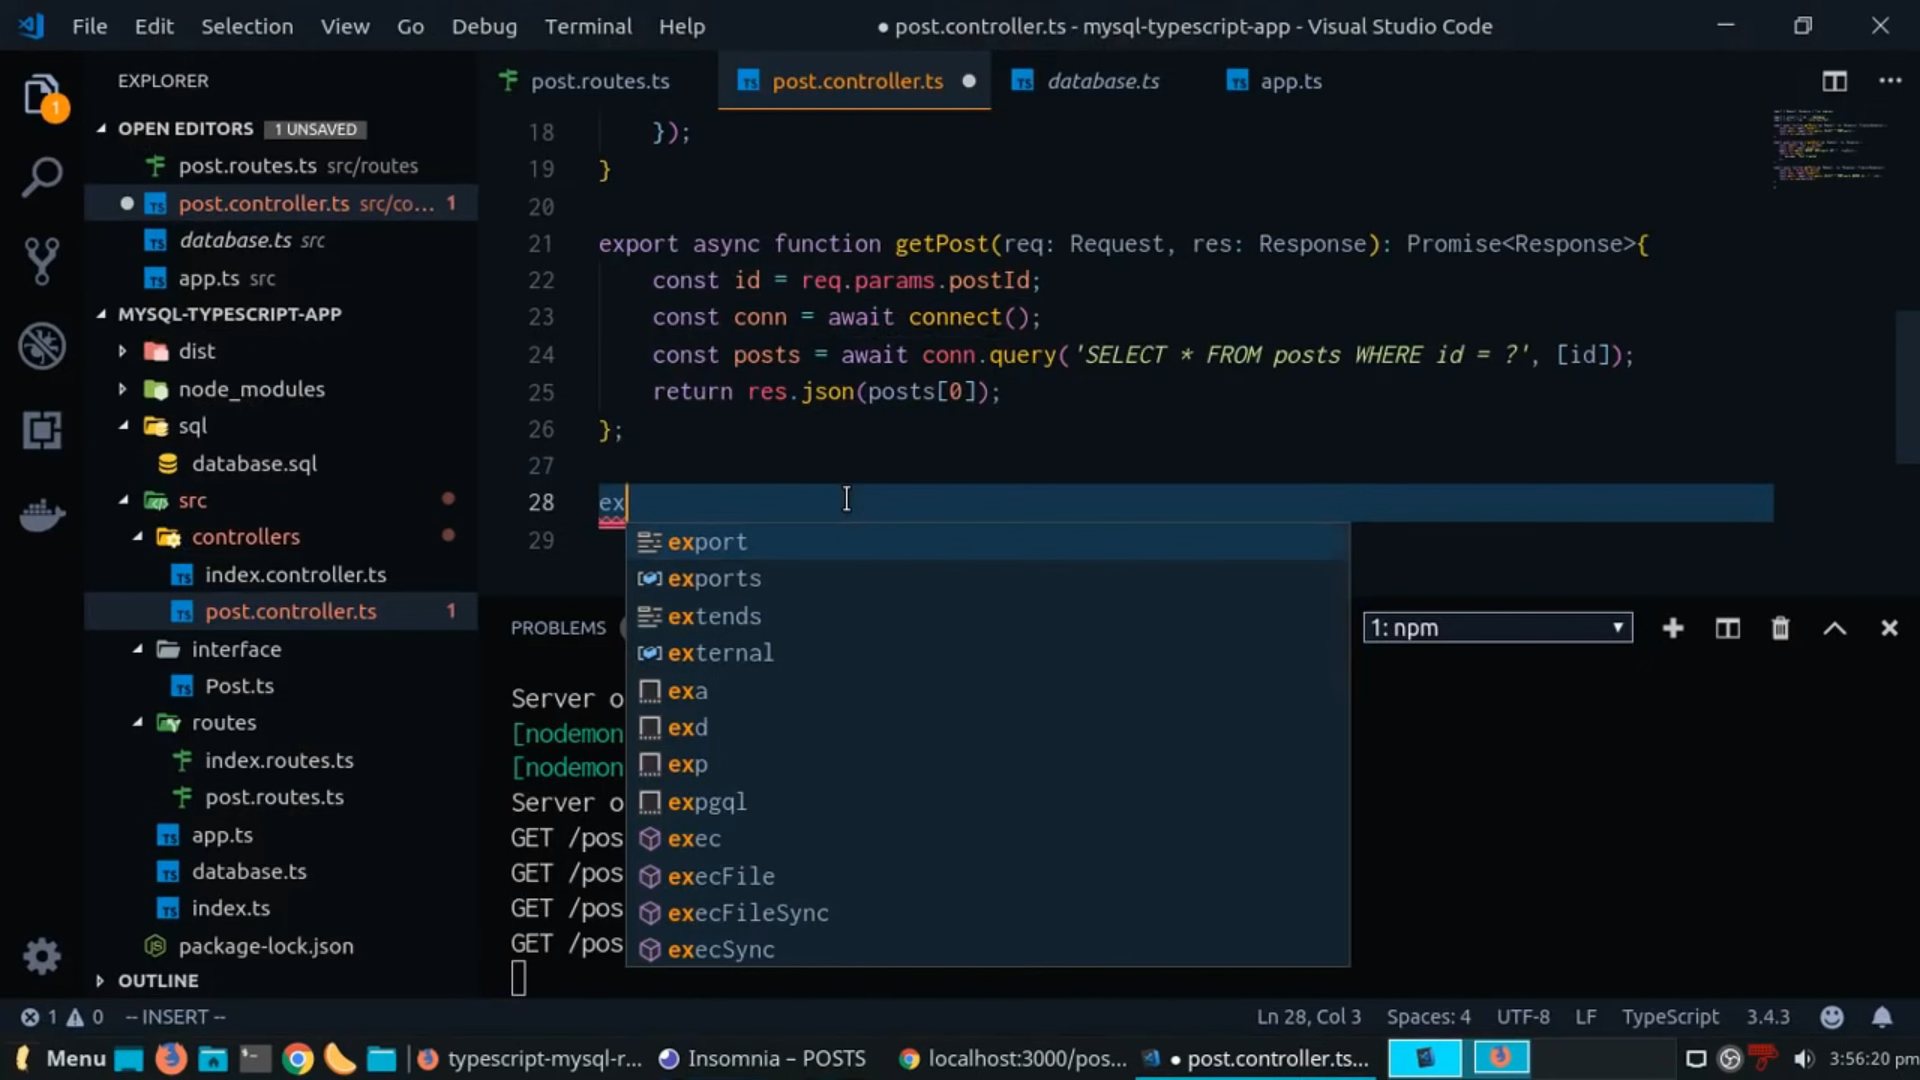 File Edit Selection View Go Debug Terminal Help
● post.controller.ts - mysql-typescript-app - Visual Studio Code
EXPLORER
OPEN EDITORS 1 UNSAVED
post.routes.ts src/routes
post.controller.ts src/co... 1
database.ts src
app.ts src
MYSQL-TYPESCRIPT-APP
dist
node_modules
sql
database.sql
src
controllers
index.controller.ts
post.controller.ts 1
interface
Post.ts
routes
index.routes.ts
post.routes.ts
app.ts
database.ts
index.ts
package-lock.json
OUTLINE
1
post.routes.ts
post.controller.ts
database.ts
app.ts
18 });
19 }
20
21 export async function getPost(req: Request, res: Response): Promise<Response>{
22 const id = req.params.postId;
23 const conn = await connect();
24 const posts = await conn.query('SELECT * FROM posts WHERE id = ?', [id]);
25 return res.json(posts[0]);
26 };
27
28 ex
29
export
exports
extends
external
exa
exd
exp
expgql
exec
execFile
execFileSync
execSync
PROBLEMS
1: npm
Server o
[nodemon
[nodemon
Server o
GET /pos
GET /pos
GET /pos
GET /pos
1 0 -- INSERT --
Ln 28, Col 3 Spaces: 4 UTF-8 LF TypeScript 3.4.3
Menu typescript-mysql-r... Insomnia – POSTS localhost:3000/pos... ● post.controller.ts... 3:56:20 pm